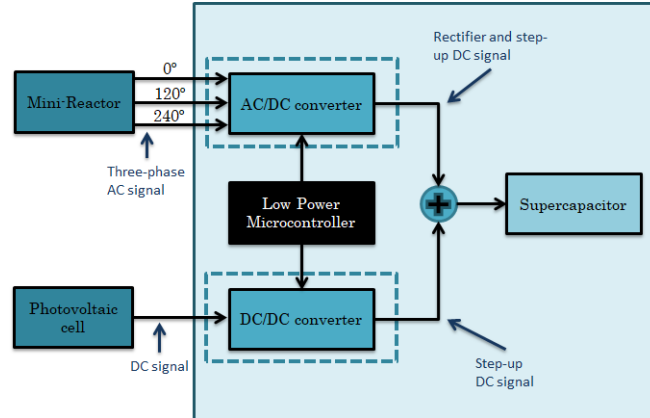 Rectifier and step-
up DC signal
0°
120°
240°
Mini-Reactor
AC/DC converter
Three-phase
AC signal
Low Power
Microcontroller
Supercapacitor
Photovoltaic
cell
DC/DC converter
DC signal
Step-up
DC signal